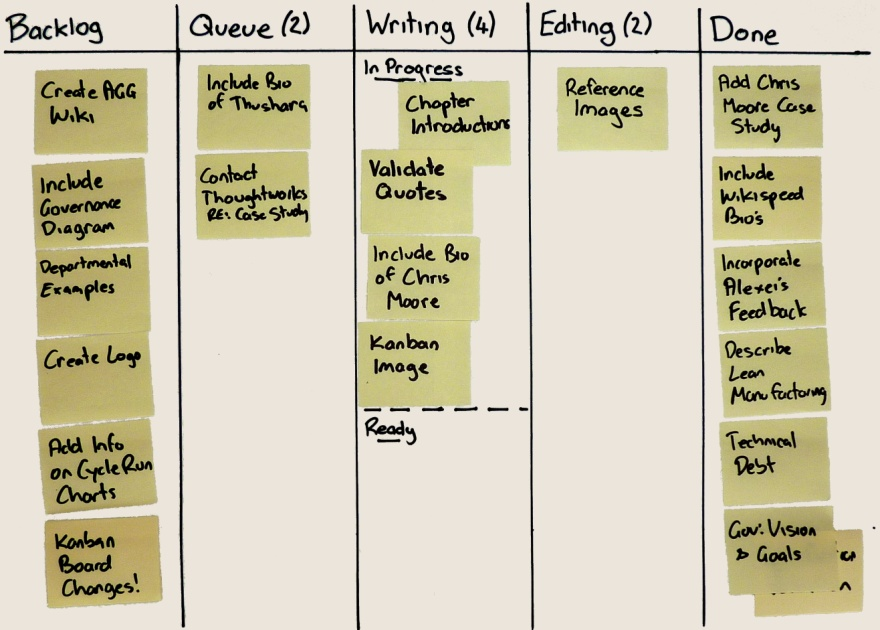 Backlog
Create AGG
Wiki
Include
Governance
Diagram
Departmental
Examples
Create Logo
Add Info
on Cycle Run
Charts
Kanban
Board
Changes!
Queue (2)
Include Bio
of Thushara
Contact
Thoughtworks
RE: Case Study
Writing (4)
In Progress
Chapter
Introductions
Validate
Quotes
Include Bio
of Chris
Moore
Kanban
Image
Ready
Editing (2)
Reference
Images
Done
Add Chris
Moore Case
Study
Include
Wikispeed
Bio's
Incorporate
Alexei's
Feedback
Describe
Lean
Manufacturing
Technical
Debt
Gov: Vision
& Goals